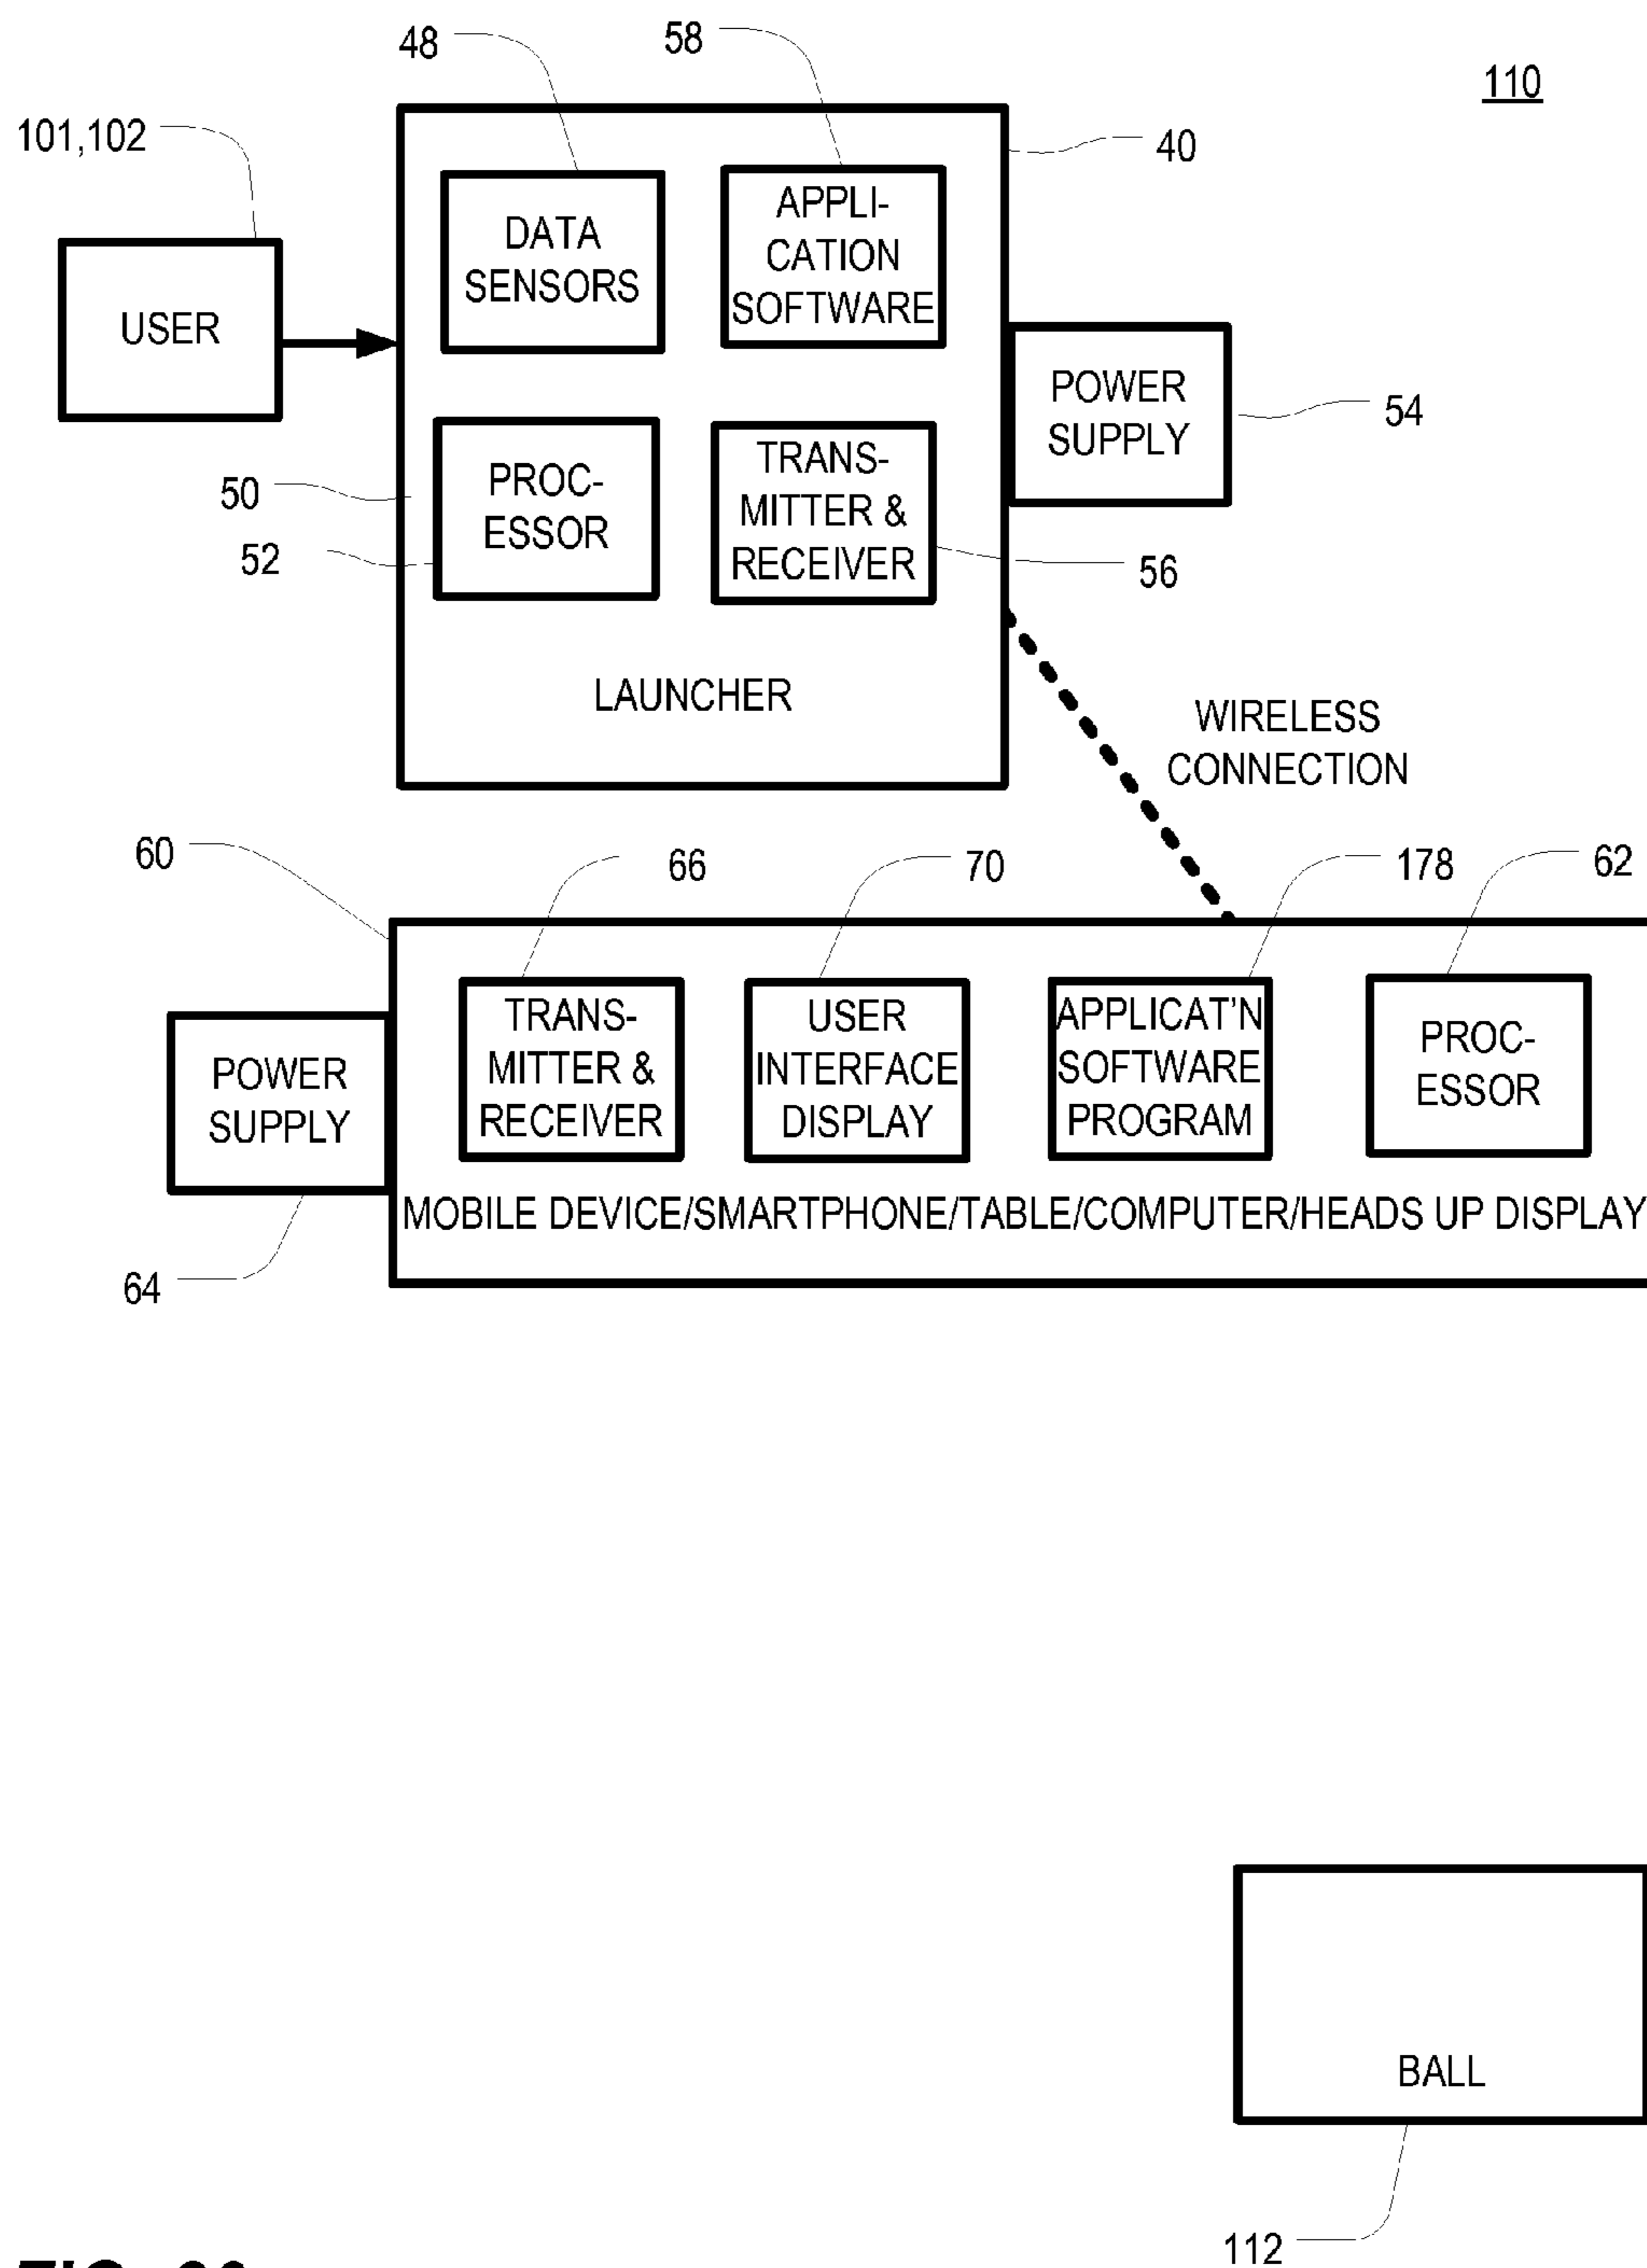 48
58
110
101,102
40
DATA
SENSORS
APPLI-
CATION
SOFTWARE
USER
POWER
SUPPLY
54
50
PROC-
ESSOR
TRANS-
MITTER &
RECEIVER
52
56
LAUNCHER
WIRELESS
CONNECTION
60
66
70
178
62
POWER
SUPPLY
TRANS-
MITTER &
RECEIVER
USER
INTERFACE
DISPLAY
APPLICAT'N
SOFTWARE
PROGRAM
PROC-
ESSOR
MOBILE DEVICE/SMARTPHONE/TABLE/COMPUTER/HEADS UP DISPLAY
64
BALL
112